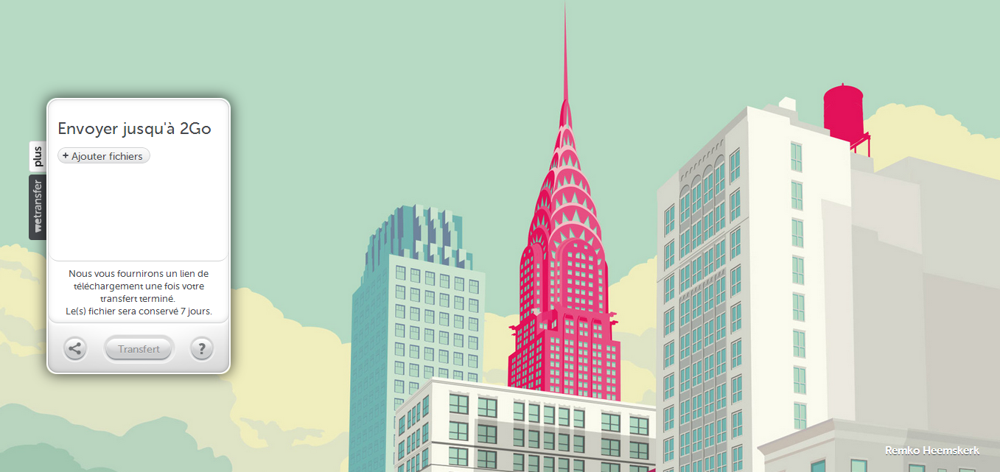 Envoyer jusqu'à 2Go
+ Ajouter fichiers
plus
wetransfer
Nous vous fournirons un lien de
téléchargement une fois votre
transfert terminé.
Le(s) fichier sera conservé 7 jours.
Transfert
?
Remko Heemskerk